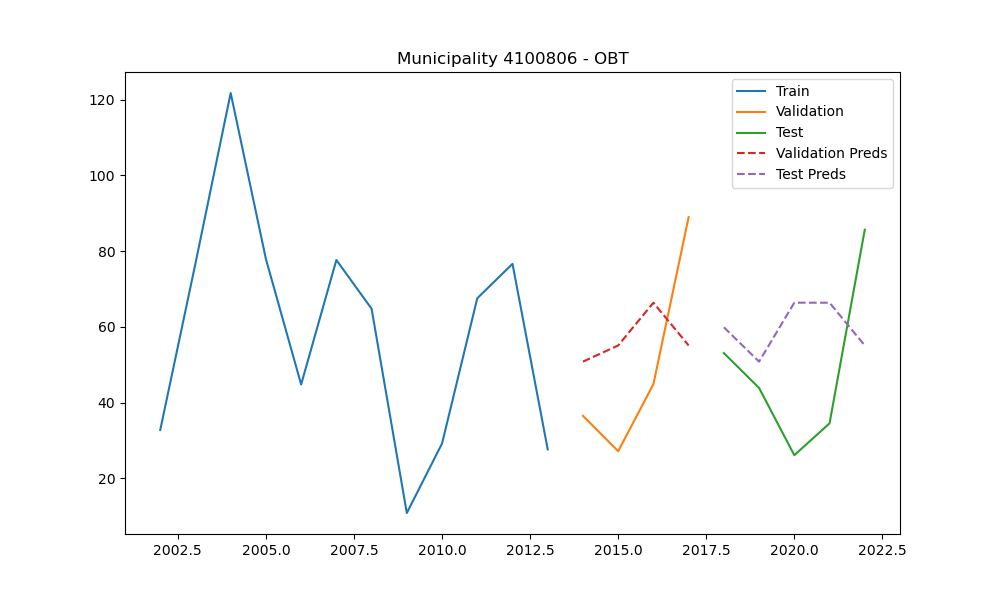 Municipality 4100806 - OBT
Train
Validation
Test
Validation Preds
Test Preds
120
100
80
60
40
20
2002.5 2005.0 2007.5 2010.0 2012.5 2015.0 2017.5 2020.0 2022.5